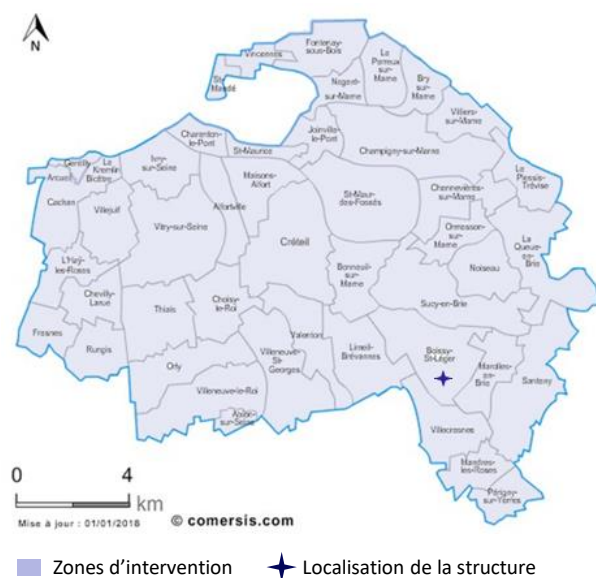 N
Fontenay-
sous-Bois
Vincennes
St-
Mandé
Le
Perreux
sur-
Marne
Bry
sur-
Marne
Nogent-
sur-Marne
Villiers-
sur-Marne
Charenton-
le-Pont
St-Maurice
Joinville-
le-Pont
Champigny-sur-Marne
Le Plessis-
Trévise
Gentilly
Le
Kremlin
Bicêtre
Arcueil
Ivry-
sur-Seine
Maisons-
Alfort
Cachan
Villejuif
Vitry-sur-Seine
Alfortville
St-Maur-
des-Fossés
Chennevières-
sur-Marne
Ormesson-
sur-
Marne
La
Queue-
en-Brie
Créteil
Noiseau
L'Haÿ-
les-Roses
Bonneuil-
sur-
Marne
Sucy-en-Brie
Chevilly-
Larue
Thiais
Choisy-
le-Roi
Fresnes
Rungis
Orly
Valenton
Villeneuve-
St-
Georges
Limeil-
Brévannes
Boissy-
St-Léger
Marolles-
en-
Brie
Santeny
Villeneuve-le-Roi
Ablon-
sur-Seine
Villecresnes
Mandres-
les-Roses
Périgny-
sur-Yerres
0 4
km
Mise à jour : 01/01/2018 © comersis.com
Zones d’intervention Localisation de la structure